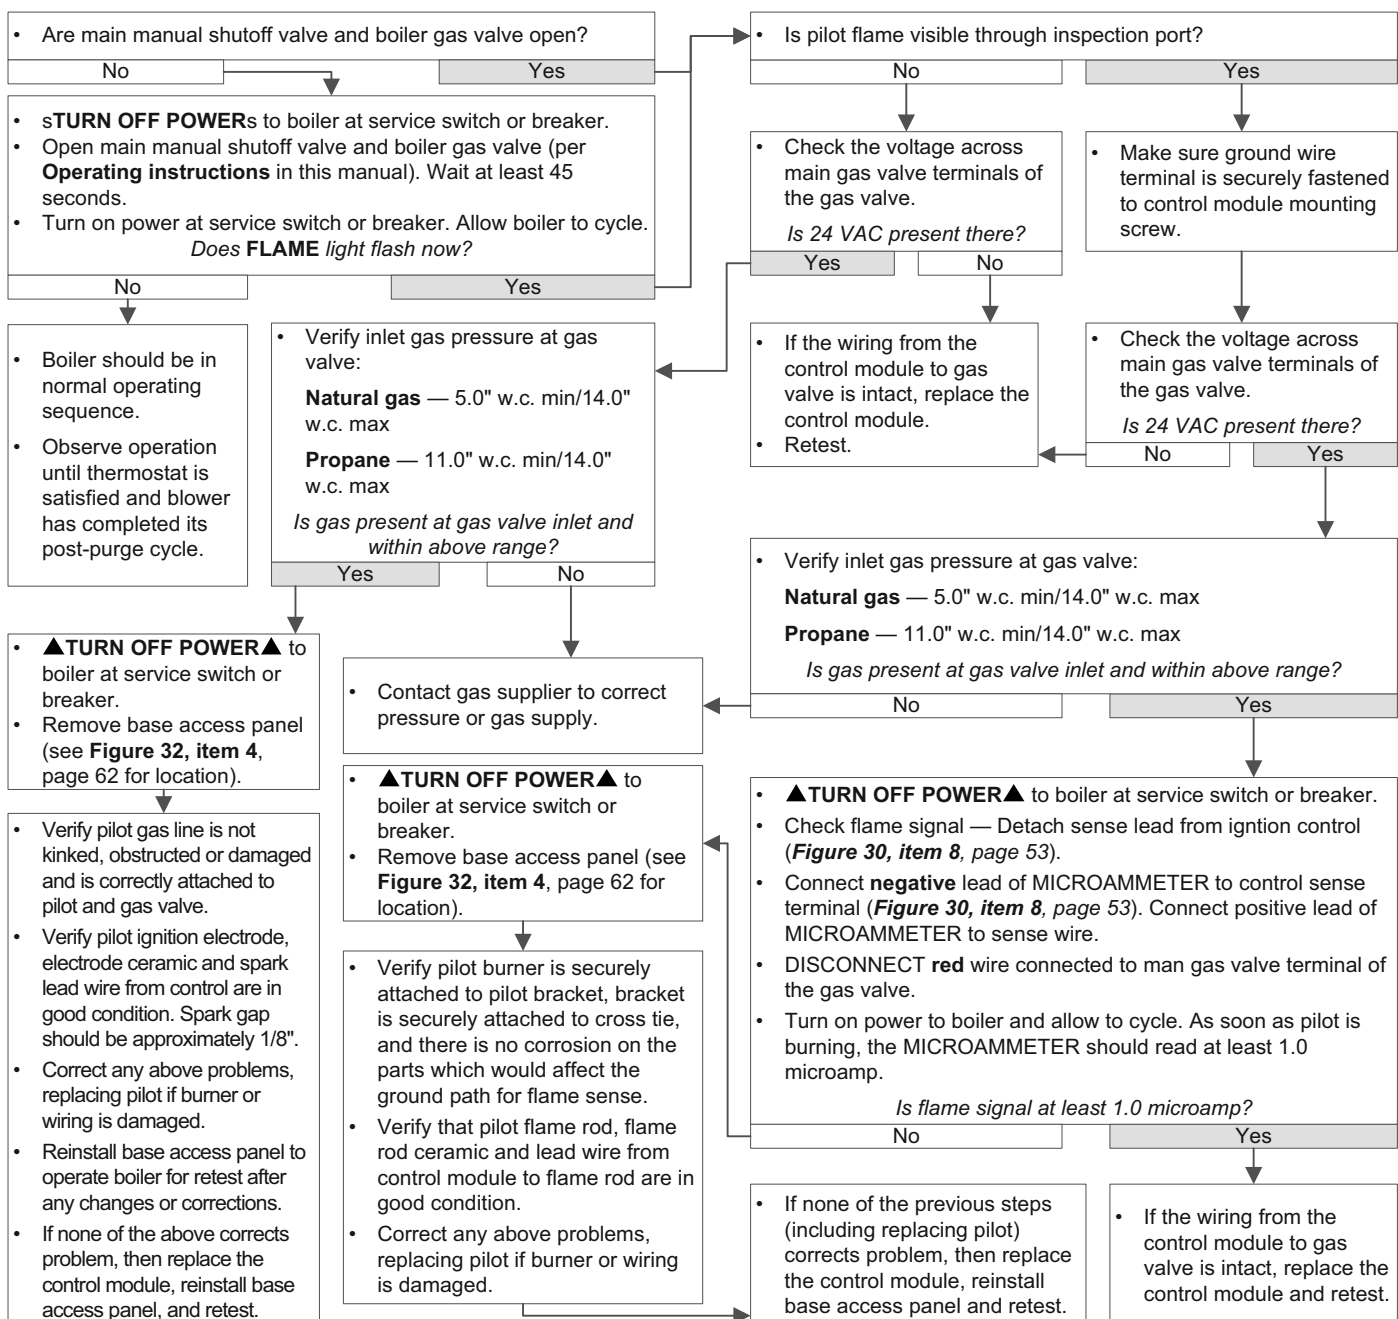 • Are main manual shutoff valve and boiler gas valve open?
No
Yes
• sTURN OFF POWERs to boiler at service switch or breaker.
• Open main manual shutoff valve and boiler gas valve (per
Operating instructions in this manual). Wait at least 45
seconds.
• Turn on power at service switch or breaker. Allow boiler to cycle.
Does FLAME light flash now?
No
Yes
• Boiler should be in
normal operating
sequence.
• Observe operation
until thermostat is
satisfied and blower
has completed its
post-purge cycle.
• Verify inlet gas pressure at gas
valve:
Natural gas — 5.0" w.c. min/14.0"
w.c. max
Propane — 11.0" w.c. min/14.0"
w.c. max
Is gas present at gas valve inlet and
within above range?
Yes
No
• ▲TURN OFF POWER▲ to
boiler at service switch or
breaker.
• Remove base access panel
(see Figure 32, item 4,
page 62 for location).
• Verify pilot gas line is not
kinked, obstructed or damaged
and is correctly attached to
pilot and gas valve.
• Verify pilot ignition electrode,
electrode ceramic and spark
lead wire from control are in
good condition. Spark gap
should be approximately 1/8".
• Correct any above problems,
replacing pilot if burner or
wiring is damaged.
• Reinstall base access panel to
operate boiler for retest after
any changes or corrections.
• If none of the above corrects
problem, then replace the
control module, reinstall base
access panel, and retest.
• Contact gas supplier to correct
pressure or gas supply.
• ▲TURN OFF POWER▲ to
boiler at service switch or
breaker.
• Remove base access panel (see
Figure 32, item 4, page 62 for
location).
• Verify pilot burner is securely
attached to pilot bracket, bracket
is securely attached to cross tie,
and there is no corrosion on the
parts which would affect the
ground path for flame sense.
• Verify that pilot flame rod, flame
rod ceramic and lead wire from
control module to flame rod are in
good condition.
• Correct any above problems,
replacing pilot if burner or wiring
is damaged.
• Is pilot flame visible through inspection port?
No
Yes
• Check the voltage across
main gas valve terminals of
the gas valve.
Is 24 VAC present there?
Yes
No
• If the wiring from the
control module to gas
valve is intact, replace the
control module.
• Retest.
• Make sure ground wire
terminal is securely fastened
to control module mounting
screw.
• Check the voltage across
main gas valve terminals of
the gas valve.
Is 24 VAC present there?
No
Yes
• Verify inlet gas pressure at gas valve:
Natural gas — 5.0" w.c. min/14.0" w.c. max
Propane — 11.0" w.c. min/14.0" w.c. max
Is gas present at gas valve inlet and within above range?
No
Yes
• ▲TURN OFF POWER▲ to boiler at service switch or breaker.
• Check flame signal — Detach sense lead from igntion control
(Figure 30, item 8, page 53).
• Connect negative lead of MICROAMMETER to control sense
terminal (Figure 30, item 8, page 53). Connect positive lead of
MICROAMMETER to sense wire.
• DISCONNECT red wire connected to man gas valve terminal of
the gas valve.
• Turn on power to boiler and allow to cycle. As soon as pilot is
burning, the MICROAMMETER should read at least 1.0
microamp.
Is flame signal at least 1.0 microamp?
No
Yes
• If none of the previous steps
(including replacing pilot)
corrects problem, then replace
the control module, reinstall
base access panel and retest.
• If the wiring from the
control module to gas
valve is intact, replace the
control module and retest.